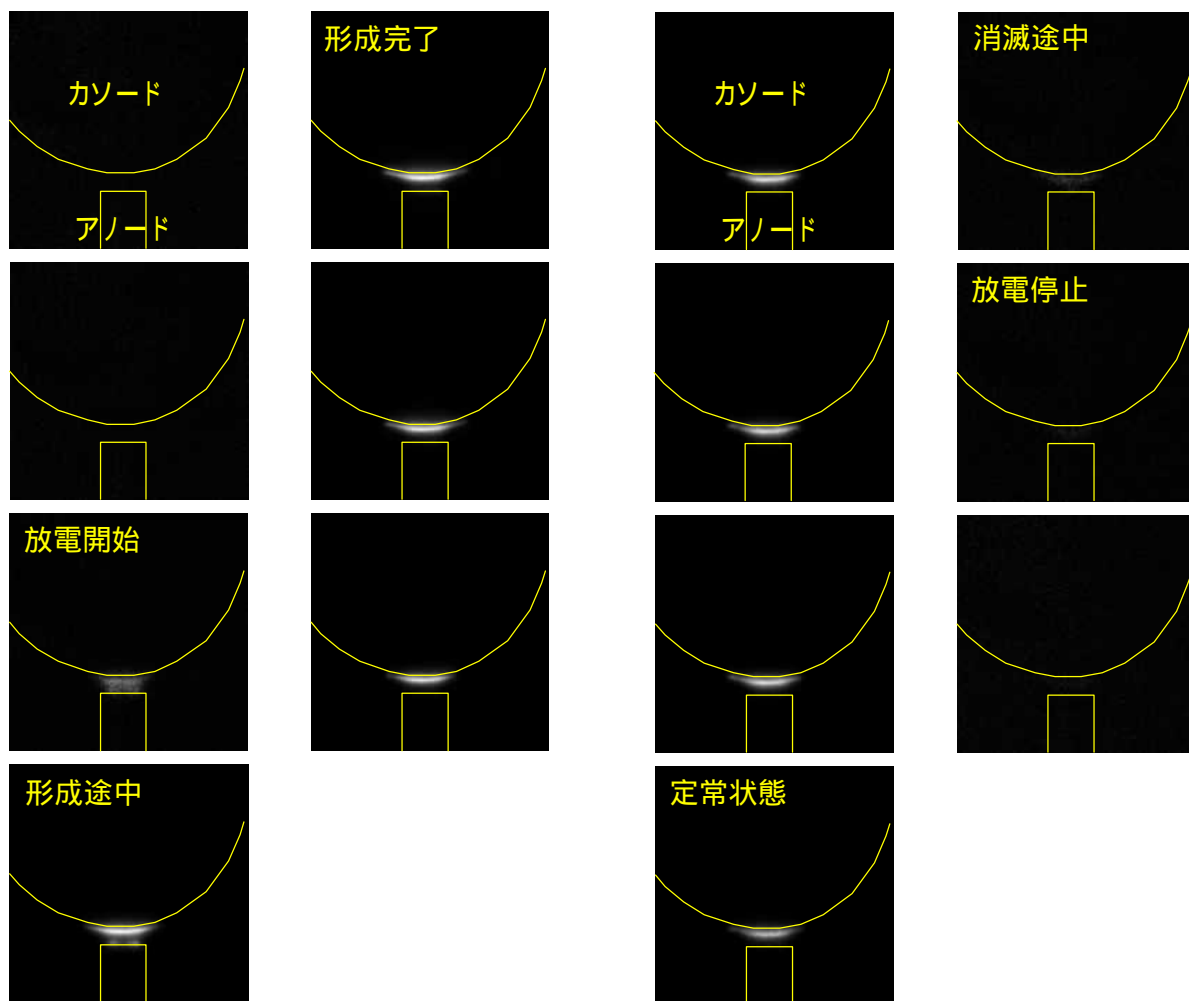 カソード
アノード
放電開始
形成途中
形成完了
カソード
アノード
定常状態
消滅途中
放電停止